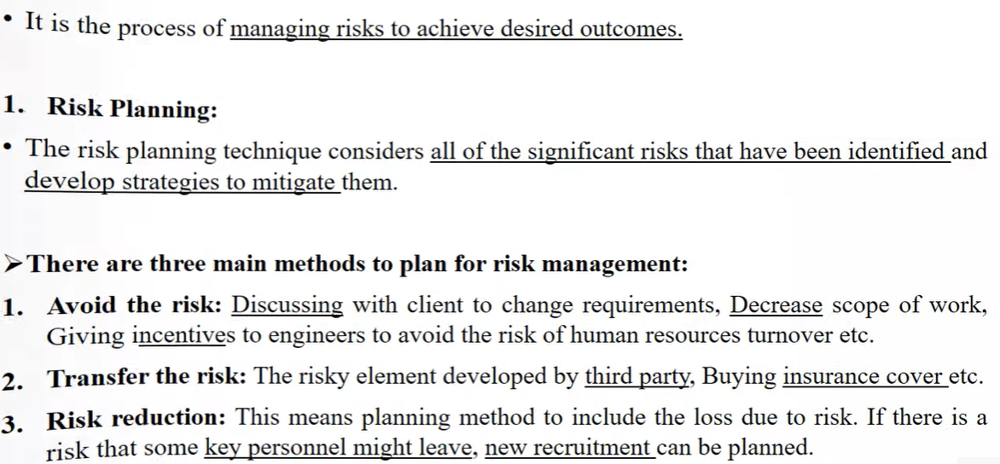 • It is the process of managing risks to achieve desired outcomes.
1. Risk Planning:
• The risk planning technique considers all of the significant risks that have been identified and
develop strategies to mitigate them.
➢There are three main methods to plan for risk management:
1. Avoid the risk: Discussing with client to change requirements, Decrease scope of work,
Giving incentives to engineers to avoid the risk of human resources turnover etc.
2. Transfer the risk: The risky element developed by third party, Buying insurance cover etc.
3. Risk reduction: This means planning method to include the loss due to risk. If there is a
risk that some key personnel might leave, new recruitment can be planned.